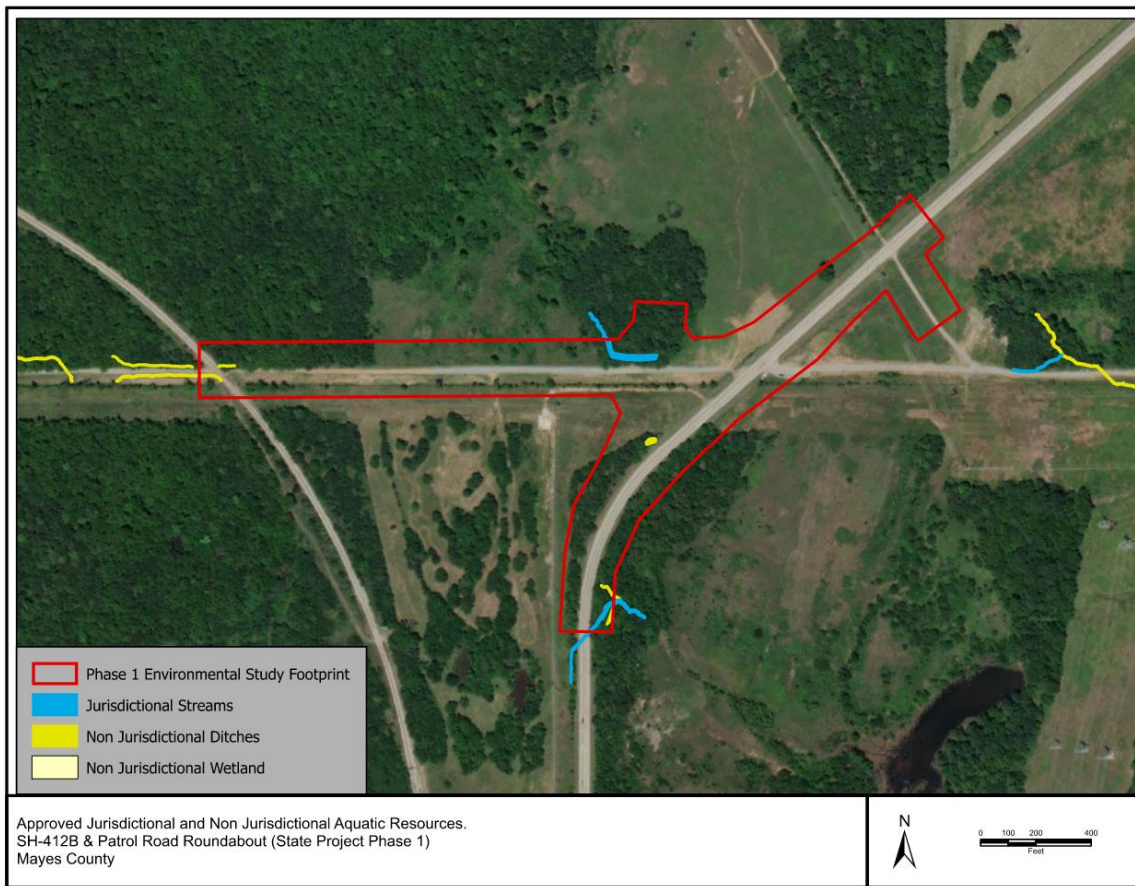 Phase 1 Environmental Study Footprint
Jurisdictional Streams
Non Jurisdictional Ditches
Non Jurisdictional Wetland
Approved Jurisdictional and Non Jurisdictional Aquatic Resources.
SH-412B & Patrol Road Roundabout (State Project Phase 1)
Mayes County
N
0 100 200 400
Feet